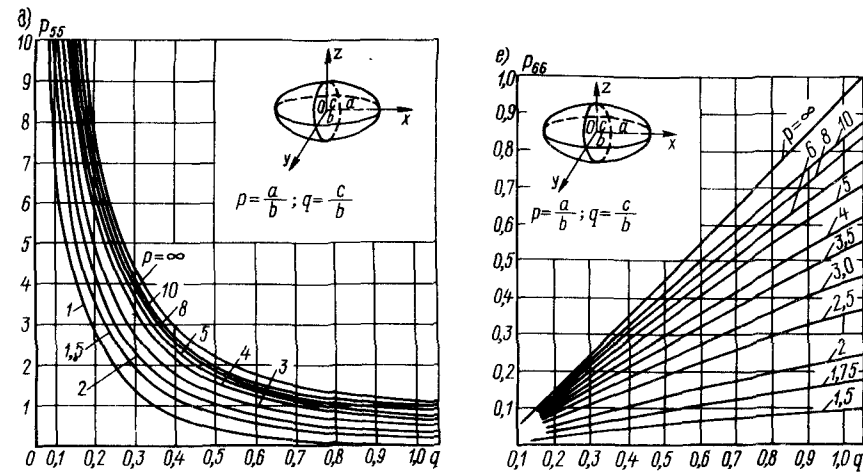 д) p₅₅
10
9
8
7
6
5
4
3
2
1
0
0,1 0,2 0,3 0,4 0,5 0,6 0,7 0,8 0,9 1,0 q
z
x
y
0
c
a
b
p = a/b ; q = c/b
p=∞
10
8
5
4
3
1
1,5
2
е) p₆₆
1,0
0,9
0,8
0,7
0,6
0,5
0,4
0,3
0,2
0,1
0,1 0,2 0,3 0,4 0,5 0,6 0,7 0,8 0,9 1,0 q
z
x
y
0
c
a
b
p = a/b ; q = c/b
p=∞
6
8
10
5
4
3,5
3,0
2,5
2
1,75
1,5